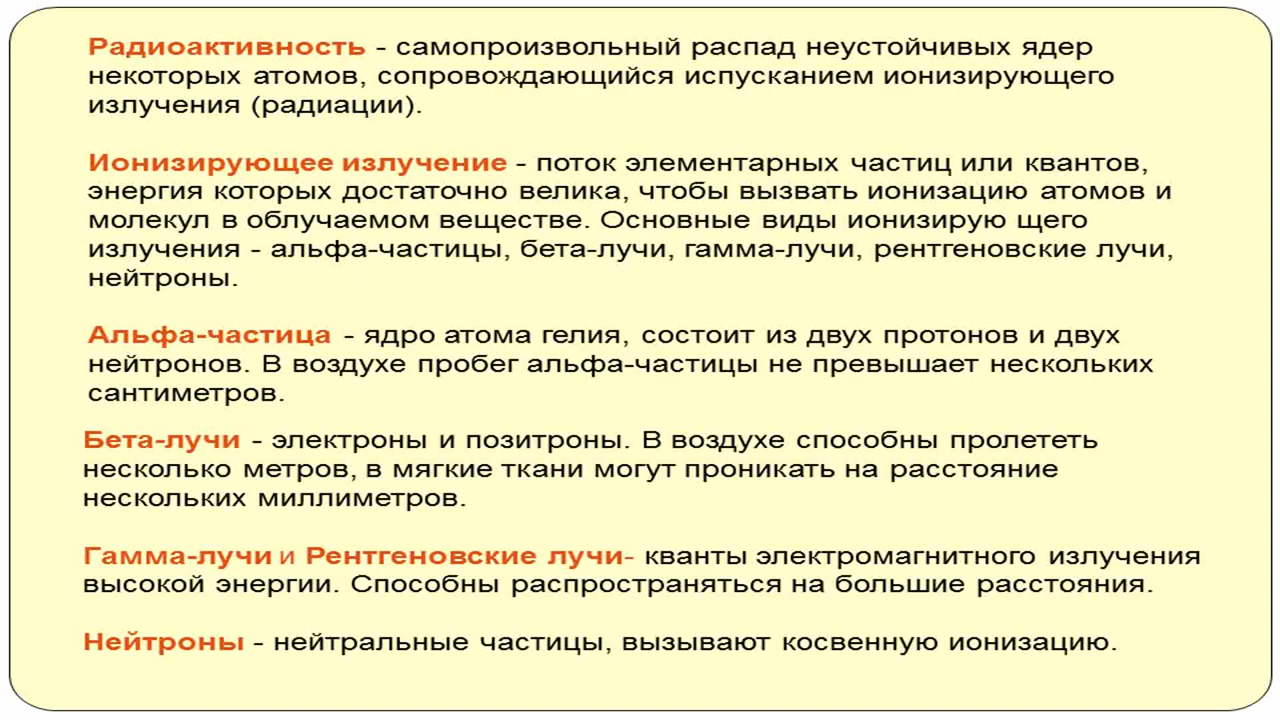 Радиоактивность - самопроизвольный распад неустойчивых ядер
некоторых атомов, сопровождающийся испусканием ионизирующего
излучения (радиации).
Ионизирующее излучение - поток элементарных частиц или квантов,
энергия которых достаточно велика, чтобы вызвать ионизацию атомов и
молекул в облучаемом веществе. Основные виды ионизирую щего
излучения - альфа-частицы, бета-лучи, гамма-лучи, рентгеновские лучи,
нейтроны.
Альфа-частица - ядро атома гелия, состоит из двух протонов и двух
нейтронов. В воздухе пробег альфа-частицы не превышает нескольких
сантиметров.
Бета-лучи - электроны и позитроны. В воздухе способны пролететь
несколько метров, в мягкие ткани могут проникать на расстояние
нескольких миллиметров.
Гамма-лучи и Рентгеновские лучи- кванты электромагнитного излучения
высокой энергии. Способны распространяться на большие расстояния.
Нейтроны - нейтральные частицы, вызывают косвенную ионизацию.